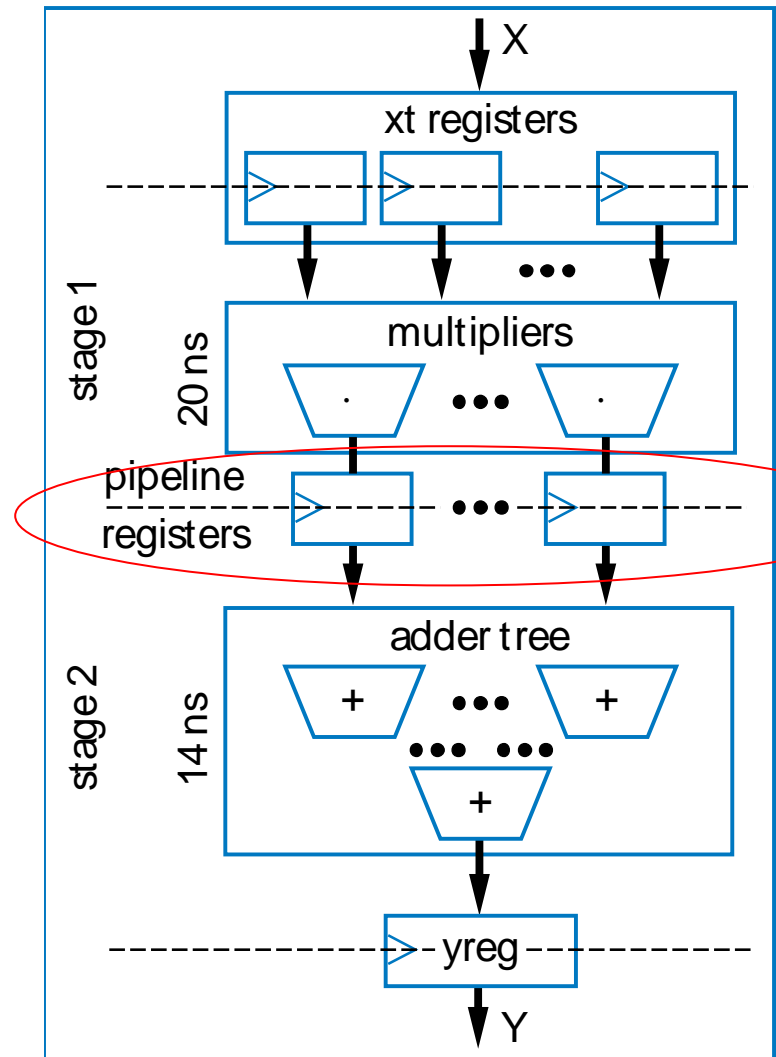 X
xt registers
stage 1
20 ns
multipliers
· ·
pipeline
registers
stage 2
14 ns
adder tree
+ +
+
yreg
Y